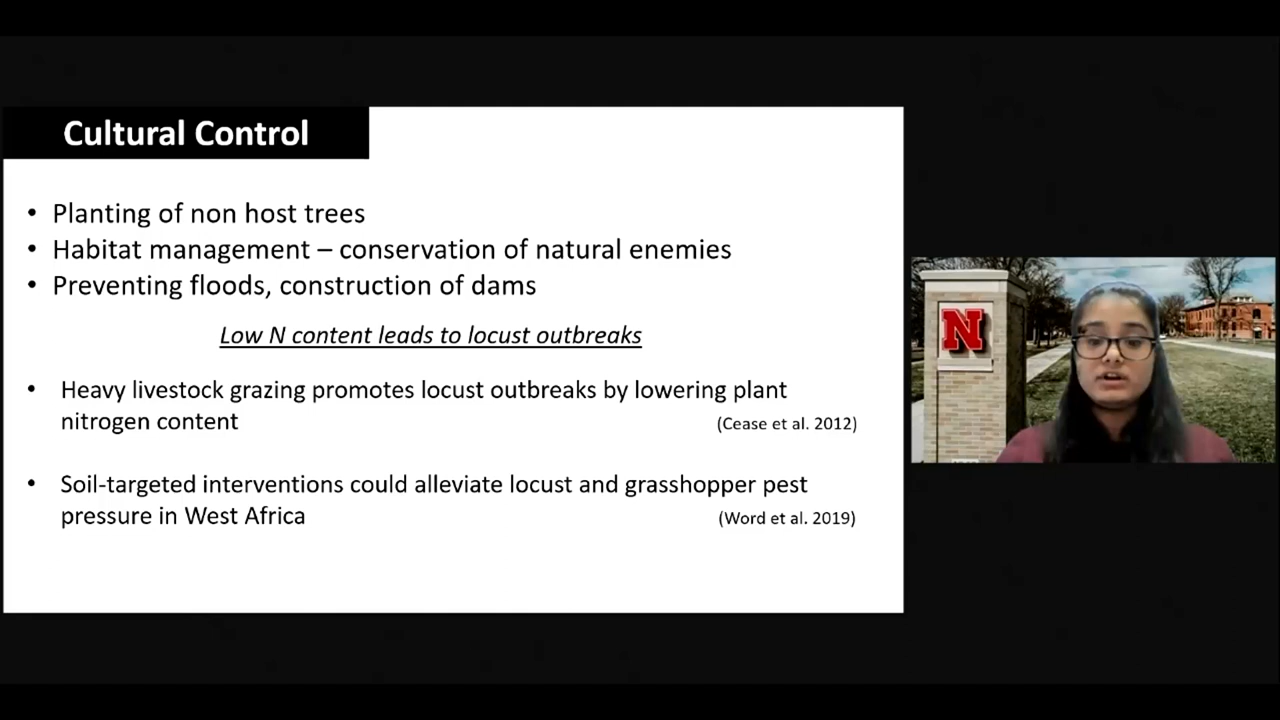 Cultural Control
• Planting of non host trees
• Habitat management – conservation of natural enemies
• Preventing floods, construction of dams
Low N content leads to locust outbreaks
• Heavy livestock grazing promotes locust outbreaks by lowering plant
nitrogen content (Cease et al. 2012)
• Soil-targeted interventions could alleviate locust and grasshopper pest
pressure in West Africa (Word et al. 2019)
N